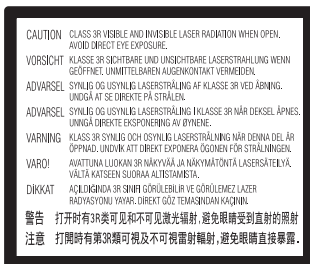 CAUTION CLASS 3R VISIBLE AND INVISIBLE LASER RADIATION WHEN OPEN.
AVOID DIRECT EYE EXPOSURE.
VORSICHT KLASSE 3R SICHTBARE UND UNSICHTBARE LASERSTRAHLUNG WENN
GEÖFFNET. UNMITTELBAREN AUGENKONTAKT VERMEIDEN.
ADVARSEL SYNLIG OG USYNLIG LASERSTRÅLING AF KLASSE 3R VED ÅBNING.
UNDGÅ AT SE DIREKTE PÅ STRÅLEN.
ADVARSEL SYNLIG OG USYNLIG LASERSTRÅLING I KLASSE 3R NÅR DEKSEL ÅPNES.
UNNGÅ DIREKTE EKSPONERING AV ØYNENE.
VARNING KLASS 3R SYNLIG OCH OSYNLIG LASERSTRÅLNING NÄR DENNA DEL ÄR
ÖPPNAD. UNDVIK ATT DIREKT EXPONERA ÖGONEN FÖR STRÅLNINGEN.
VARO! AVATTUNA LUOKAN 3R NÄKYVÄÄ JA NÄKYMÄTÖNTÄ LASERSÄTEILYÄ.
VÄLTÄ KATSEEN SUORAA ALTISTAMISTA.
DİKKAT AÇILDIĞINDA 3R SINIFI GÖRÜLEBİLİR VE GÖRÜLEMEZ LAZER
RADYASYONU YAYAR. DİREKT GÖZ TEMASINDAN KAÇININ.
警告 打开时有3R类可见和不可见激光辐射,避免眼睛受到直射的照射
注意 打開時有第3R類可視及不可視雷射輻射,避免眼睛直接暴露。